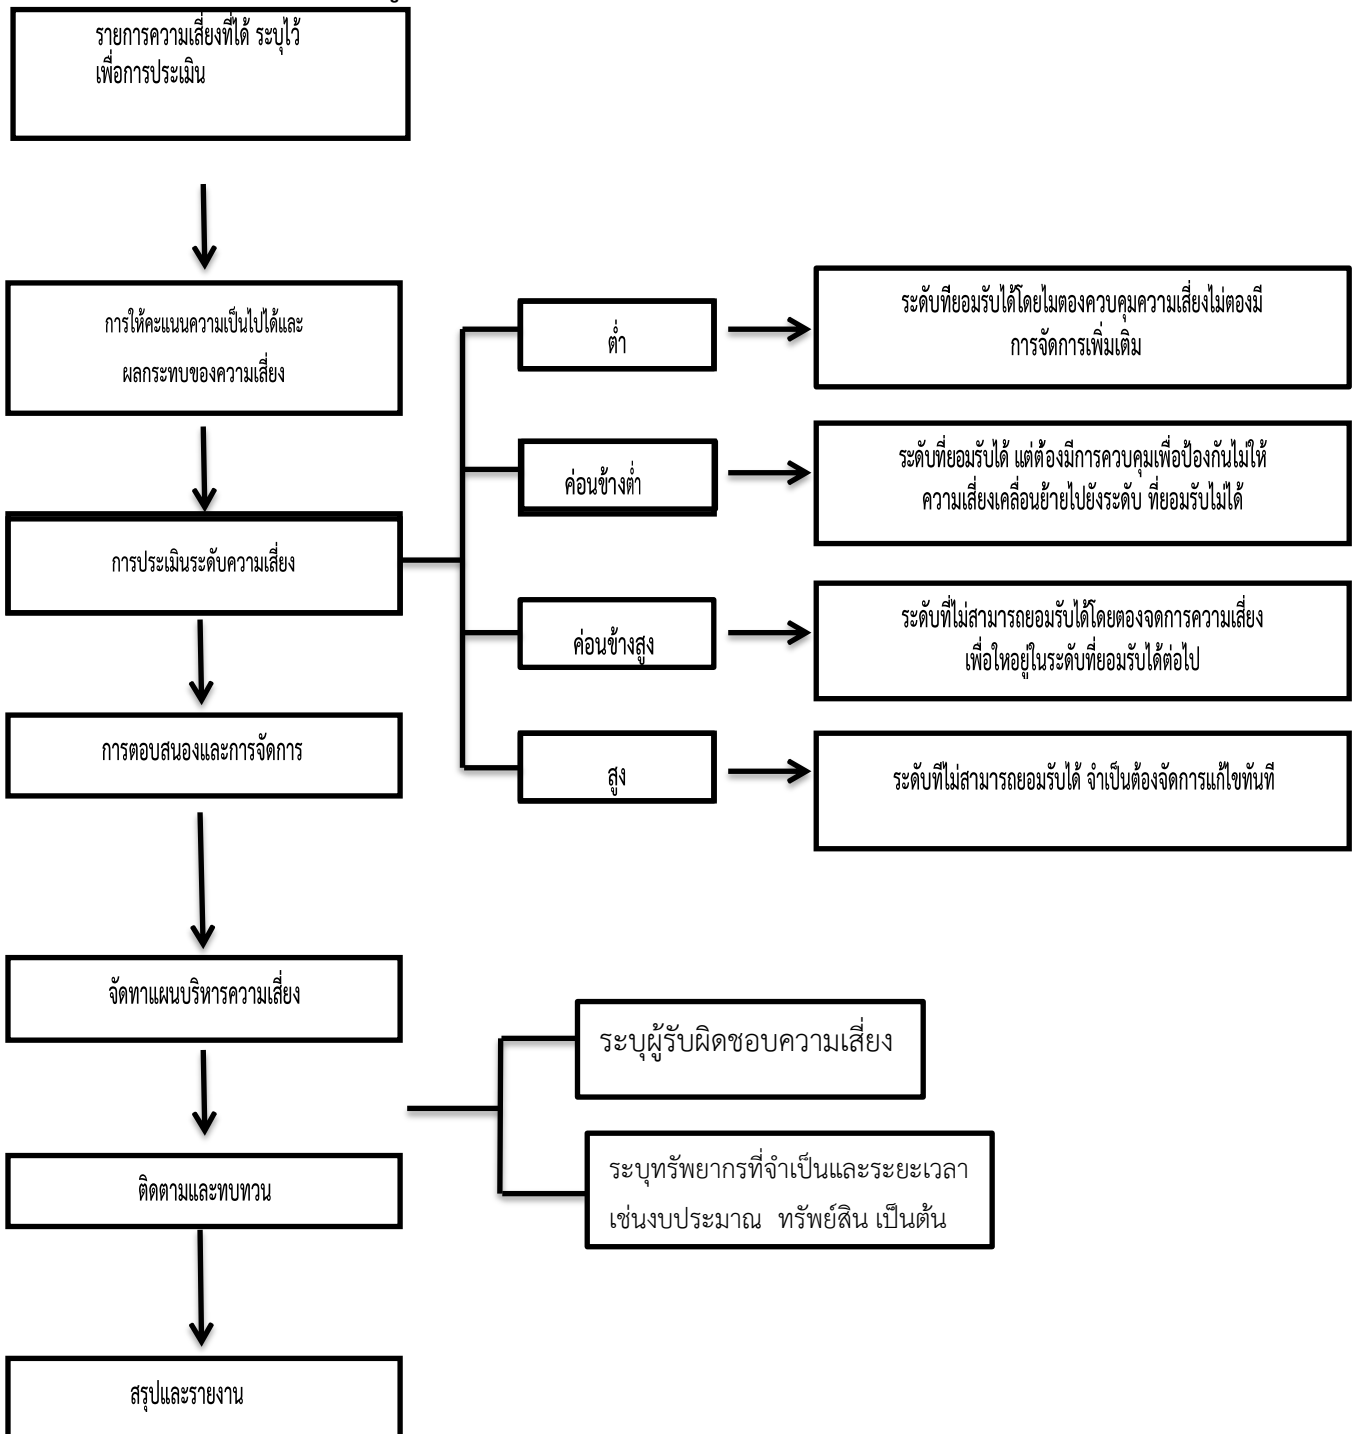 รายการความเสี่ยงที่ได้ ระบุไว้
เพื่อการประเมิน
การให้คะแนนความเป็นไปได้และ
ผลกระทบของความเสี่ยง
การประเมินระดับความเสี่ยง
การตอบสนองและการจัดการ
จัดทาแผนบริหารความเสี่ยง
ติดตามและทบทวน
สรุปและรายงาน
ต่ำ
ระดับทียอมรับได้โดยไมตองควบคุมความเสี่ยงไม่ตองมี
การจัดการเพิ่มเติม
ค่อนข้างต่ำ
ระดับที่ยอมรับได้ แต่ต้องมีการควบคุมเพื่อป้องกันไม่ให้
ความเสี่ยงเคลื่อนย้ายไปยังระดับ ที่ยอมรับไม่ได้
ค่อนข้างสูง
ระดับที่ไม่สามารถยอมรับได้โดยตองจดการความเสี่ยง
เพื่อใหอยู่ในระดับที่ยอมรับได้ต่อไป
สูง
ระดับทีไม่สามารถยอมรับได้ จำเป็นต้องจัดการแก้ไขทันที
ระบุผู้รับผิดชอบความเสี่ยง
ระบุทรัพยากรที่จำเป็นและระยะเวลา
เช่นงบประมาณ ทรัพย์สิน เป็นต้น